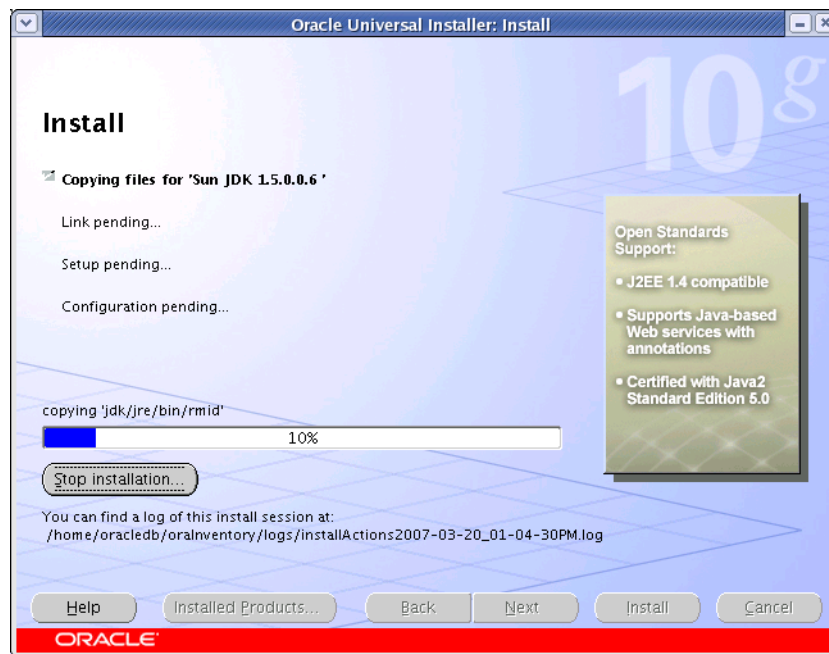 Oracle Universal Installer: Install
10g
Install
Copying files for 'Sun JDK 1.5.0.0.6 '
Link pending...
Setup pending...
Configuration pending...
Open Standards
Support:
• J2EE 1.4 compatible
• Supports Java-based
Web services with
annotations
• Certified with Java2
Standard Edition 5.0
copying 'jdk/jre/bin/rmid'
10%
Stop installation...
You can find a log of this install session at:
/home/oracledb/oraInventory/logs/installActions2007-03-20_01-04-30PM.log
Help Installed Products... Back Next Install Cancel
ORACLE